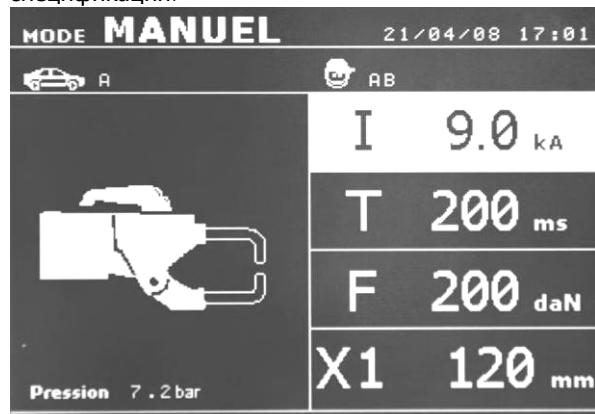 спецификации.
MODE MANUEL 21/04/08 17:01
A AB
I 9.0 kA
T 200 ms
F 200 daN
X1 120 mm
Pression 7.2 bar